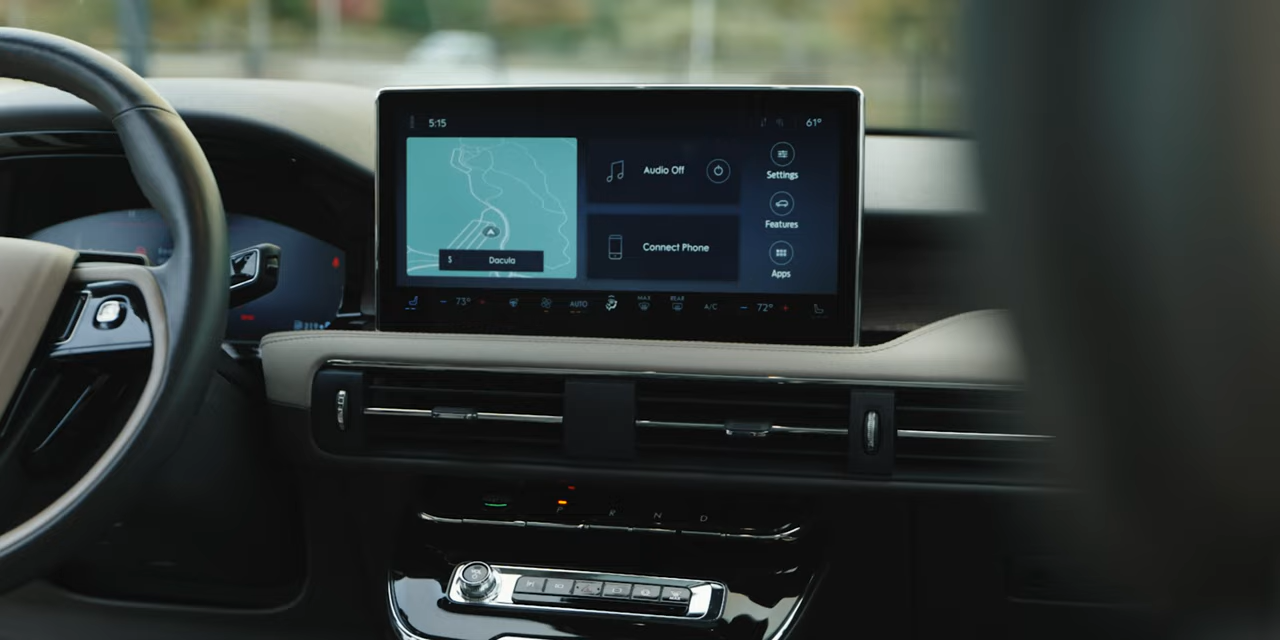 5:15
61°
Audio Off
Settings
Features
Connect Phone
S Dacula
Apps
73°
AUTO
MAX
REAR
A/C
72°
P R N D